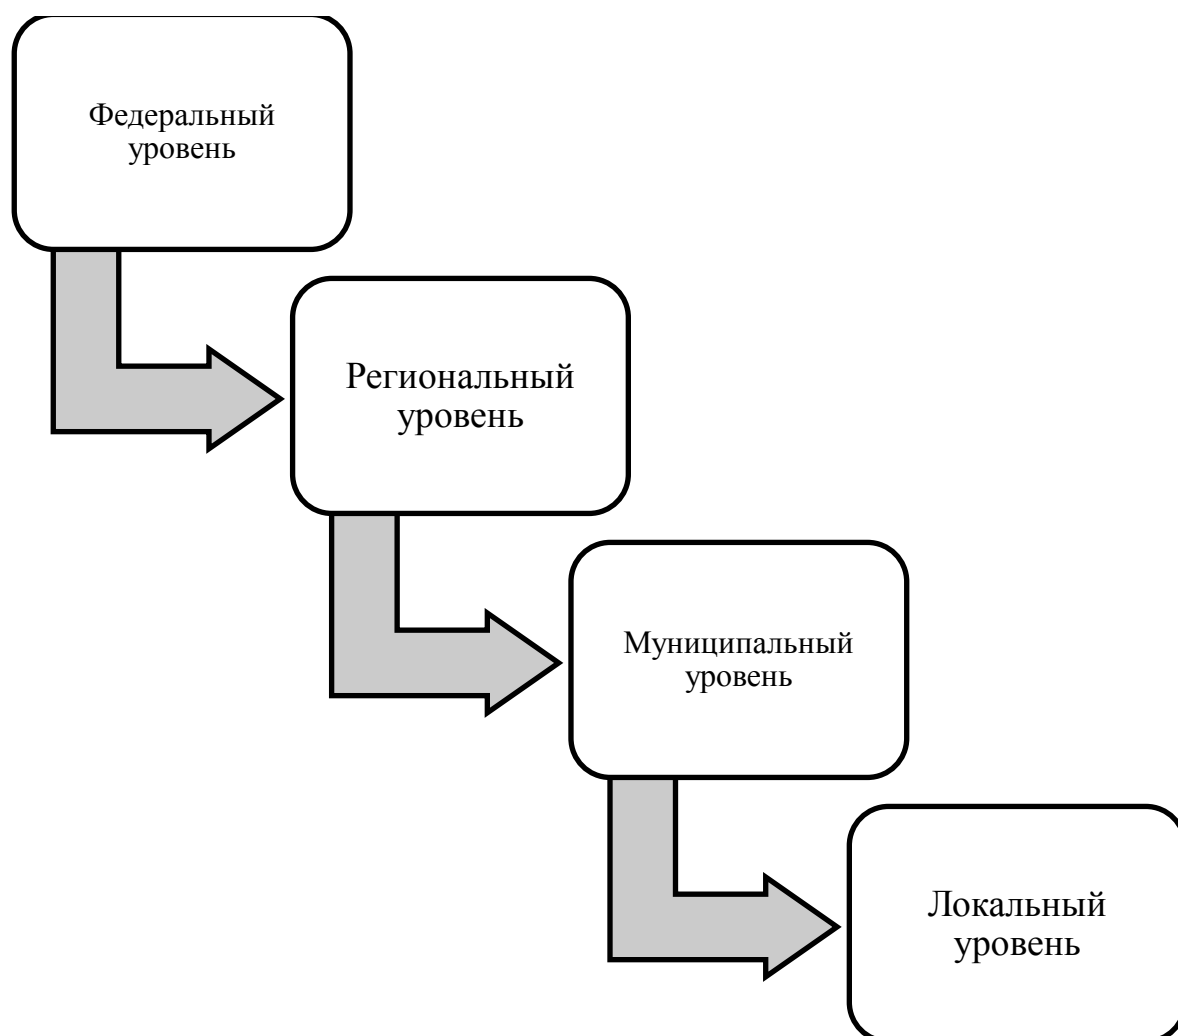 Федеральный
уровень
Региональный
уровень
Муниципальный
уровень
Локальный
уровень